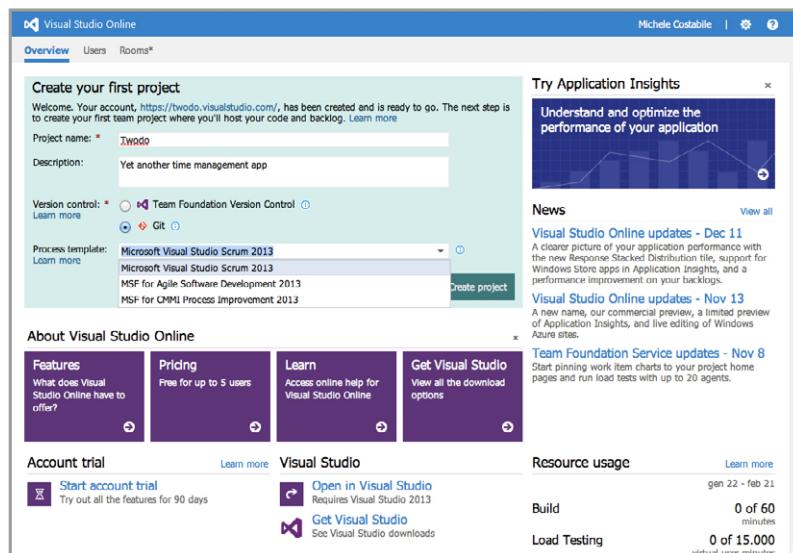 Visual Studio Online
Michele Costabile | 
Overview Users Rooms*
Create your first project
Welcome. Your account, https://twodo.visualstudio.com/, has been created and is ready to go. The next step is
to create your first team project where you'll host your code and backlog. Learn more
Project name: *
Twodo
Description:
Yet another time management app
Version control: *
Learn more
Team Foundation Version Control
Git
Process template:
Learn more
Microsoft Visual Studio Scrum 2013
Microsoft Visual Studio Scrum 2013
MSF for Agile Software Development 2013
MSF for CMMI Process Improvement 2013
Create project
About Visual Studio Online
Features
What does Visual
Studio Online have to
offer?
Pricing
Free for up to 5 users
Learn
Access online help for
Visual Studio Online
Get Visual Studio
View all the download
options
Account trial
Learn more
Start account trial
Try out all the features for 90 days
Visual Studio
Open in Visual Studio
Requires Visual Studio 2013
Get Visual Studio
See Visual Studio downloads
Try Application Insights
Understand and optimize the
performance of your application
News
View all
Visual Studio Online updates - Dec 11
A clearer picture of your application performance with
the new Response Stacked Distribution tile, support for
Windows Store apps in Application Insights, and a
performance improvement on your backlogs.
Visual Studio Online updates - Nov 13
A new name, our commercial preview, a limited preview
of Application Insights, and live editing of Windows
Azure sites.
Team Foundation Service updates - Nov 8
Start pinning work item charts to your project home
pages and run load tests with up to 20 agents.
Resource usage
Learn more
gen 22 - feb 21
Build
0 of 60
minutes
Load Testing
0 of 15.000
virtual user minutes